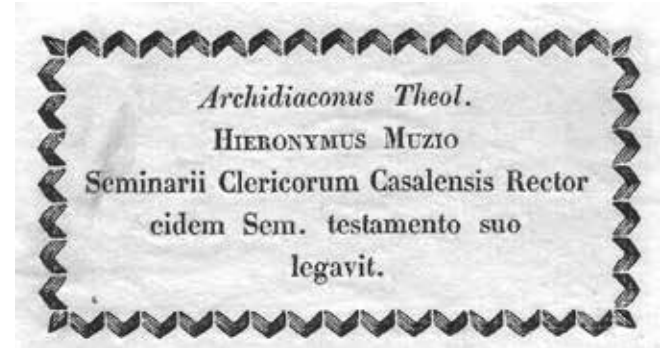 Archidiaconus Theol.
HIERONYMUS MUZIO
Seminarii Clericorum Casalensis Rector
eidem Sem. testamento suo
legavit.